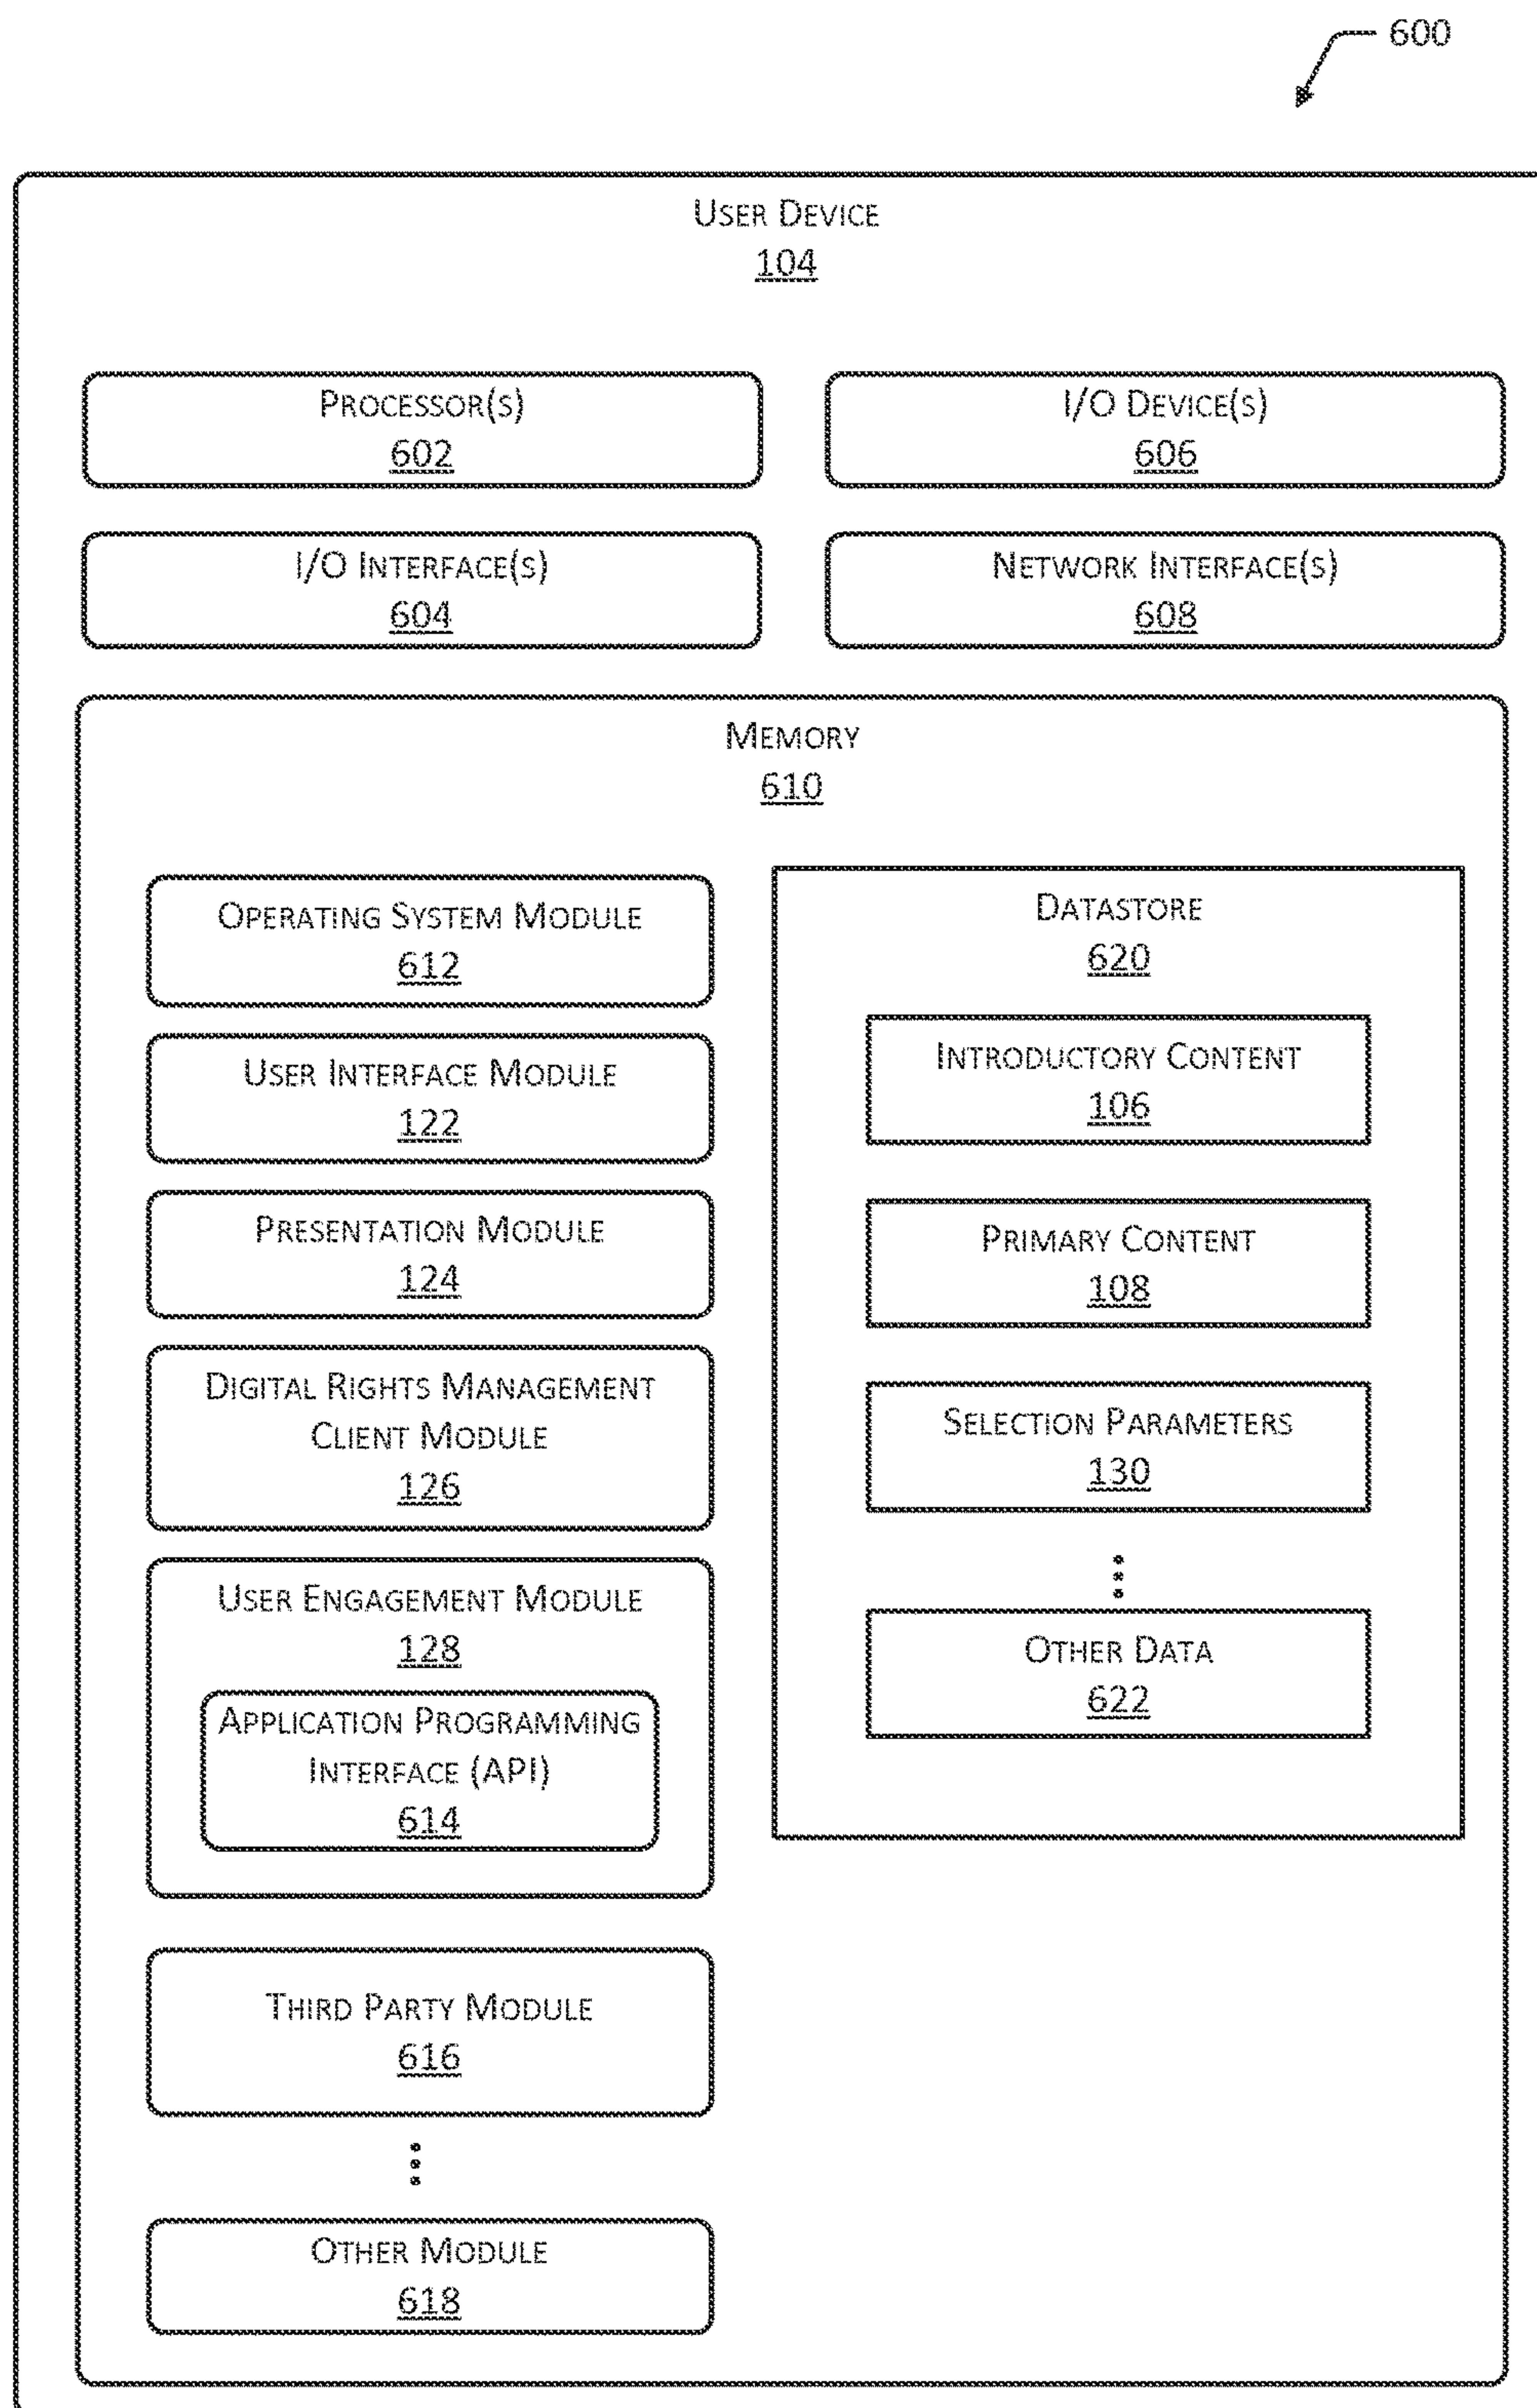 600
User Device
104
Processor(s)
602
I/O Device(s)
606
I/O Interface(s)
604
Network Interface(s)
608
Memory
610
Operating System Module
612
User Interface Module
122
Presentation Module
124
Digital Rights Management
Client Module
126
User Engagement Module
128
Application Programming
Interface (API)
614
Third Party Module
616
Other Module
618
Datastore
620
Introductory Content
106
Primary Content
108
Selection Parameters
130
Other Data
622